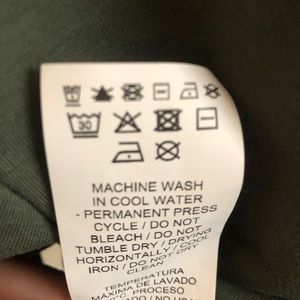 30
MACHINE WASH
IN COOL WATER
- PERMANENT PRESS
CYCLE / DO NOT
BLEACH / DO NOT
TUMBLE DRY / DRYING
HORIZONTALLY / COOL
IRON / DO NOT DRY
CLEAN
TEMPERATURA
MÁXIMA DE LAVADO
PROCESO